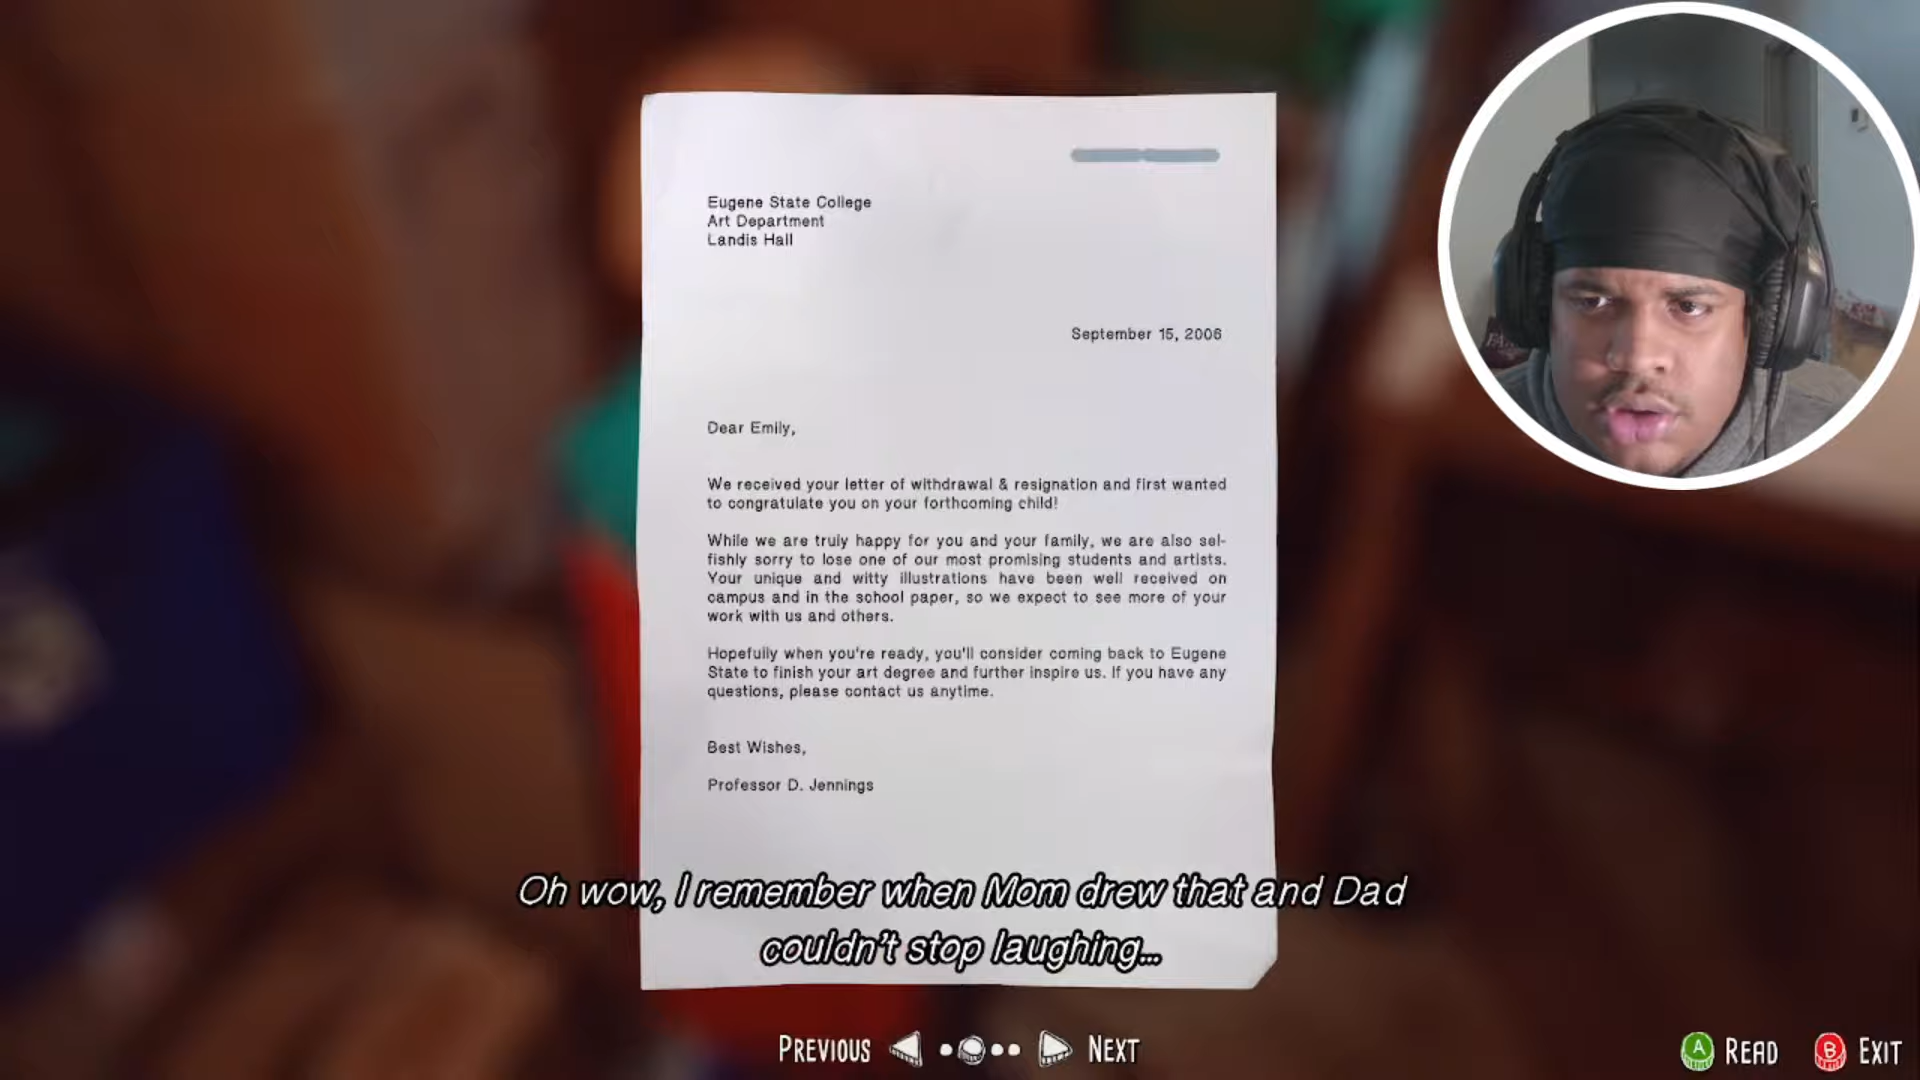 Eugene State College
Art Department
Landis Hall
September 15, 2006
Dear Emily,
We received your letter of withdrawal & resignation and first wanted
to congratulate you on your forthcoming child!
While we are truly happy for you and your family, we are also sel-
fishly sorry to lose one of our most promising students and artists.
Your unique and witty illustrations have been well received on
campus and in the school paper, so we expect to see more of your
work with us and others.
Hopefully when you're ready, you'll consider coming back to Eugene
State to finish your art degree and further inspire us. If you have any
questions, please contact us anytime.
Best Wishes,
Professor D. Jennings
Oh wow, I remember when Mom drew that and Dad
couldn't stop laughing...
PREVIOUS NEXT
A READ B EXIT